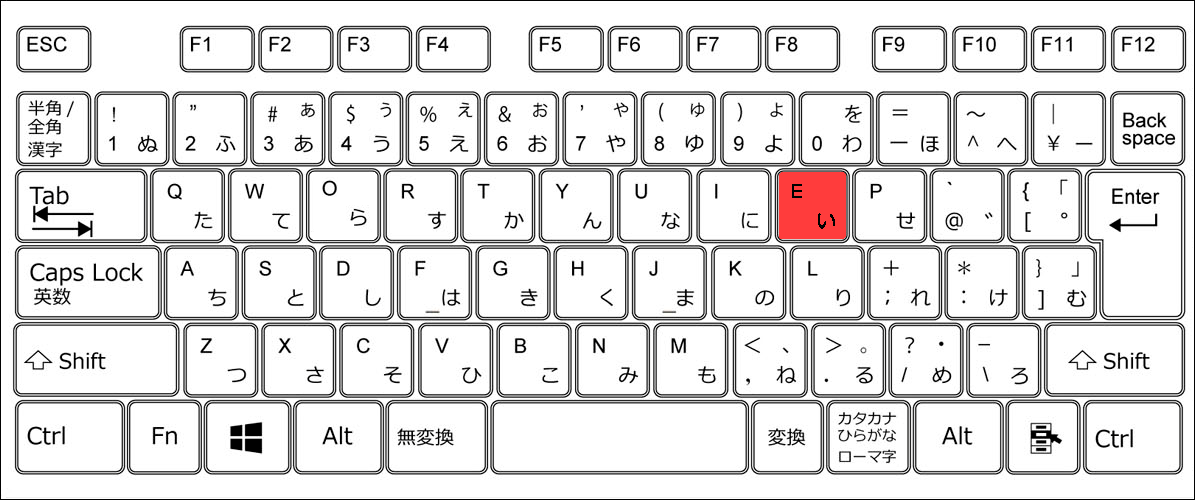 ESC F1 F2 F3 F4 F5 F6 F7 F8 F9 F10 F11 F12
半角/ ! ” # ぁ $ ぅ % ぇ & ぉ ’ ゃ ( ゅ ) ょ を = ～ | Back
全角
漢字 1 ぬ 2 ふ 3 あ 4 う 5 え 6 お 7 や 8 ゆ 9 よ 0 わ ー ほ ^ へ ¥ ー space
Tab Q W O R T Y U I E P ` { 「 Enter
た て ら す か ん な に い せ @ ゛ [ °
Caps Lock A S D F G H J K L + * } 」
英数 ち と し _は き く _ま の り ; れ : け ] む
Shift Z X C V B N M < 、 > 。 ? ・ − Shift
つ さ そ ひ こ み も , ね . る / め \ ろ
Ctrl Fn Alt 無変換 変換 カタカナ Alt Ctrl
ひらがな
ローマ字